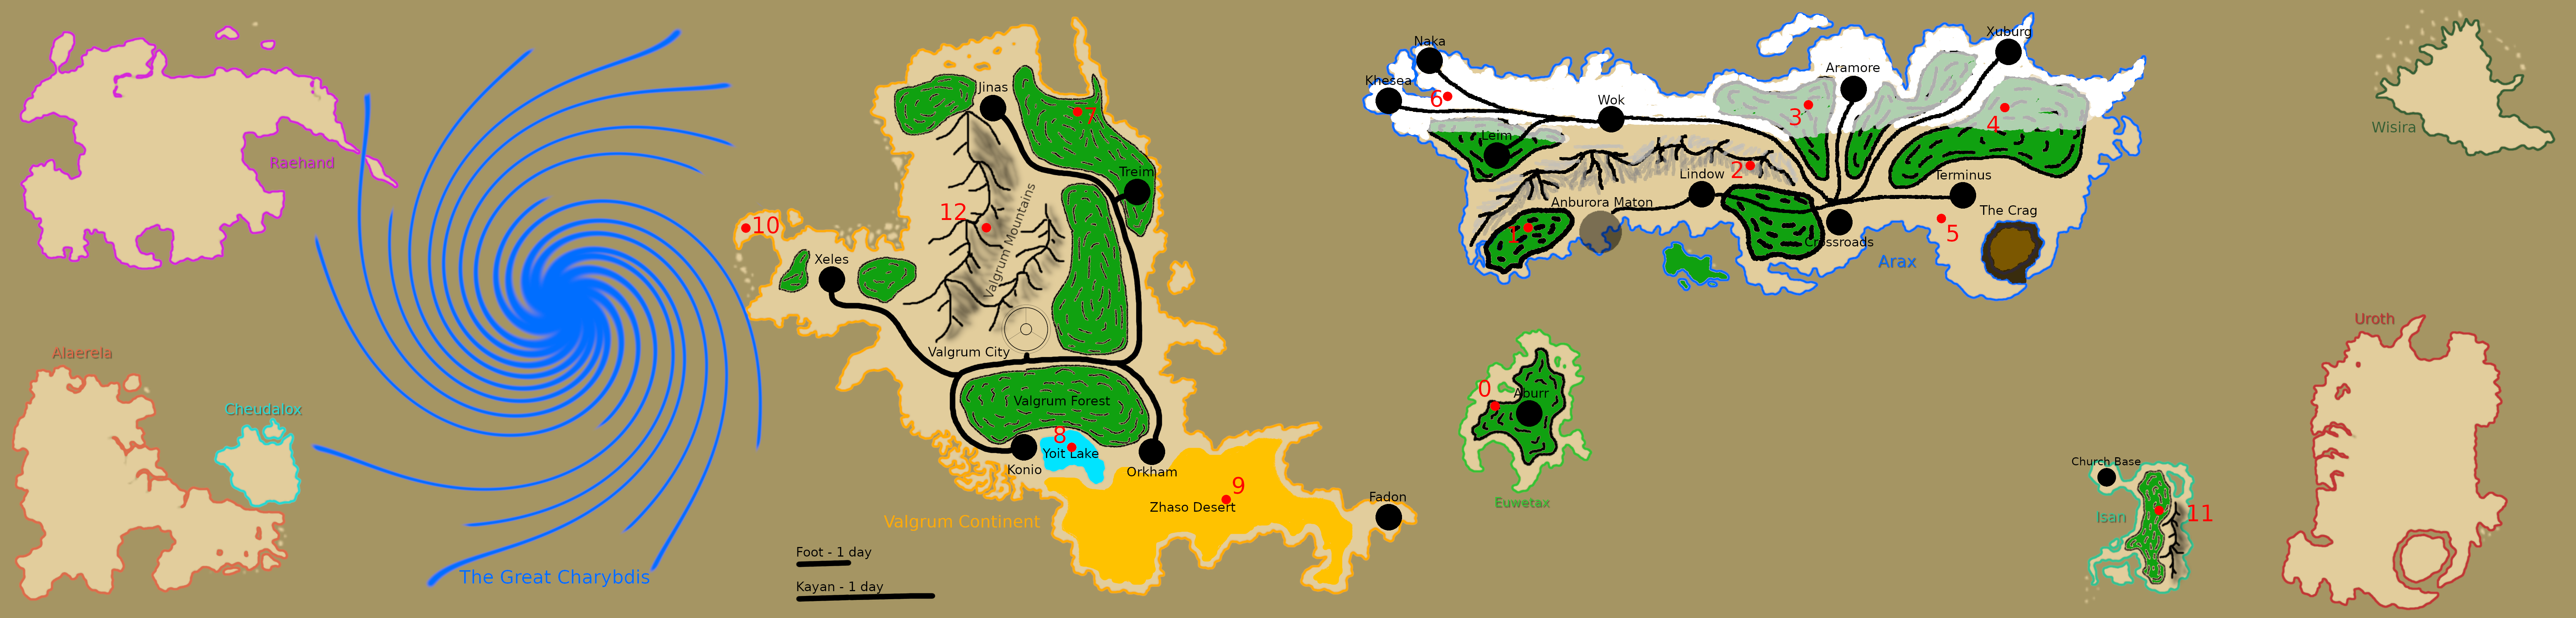 Raehand
Alaerela
Cheudalox
The Great Charybdis
10
Xeles
Jinas
7
Treim
12
Valgrum Mountains
Valgrum City
Valgrum Forest
8
Yoit Lake
Konio
Orkham
9
Zhaso Desert
Fadon
Valgrum Continent
Foot - 1 day
Kayan - 1 day
Naka
Khesea
6
Wok
Leim
Aramore
Xuburg
3
4
2
Lindow
Terminus
Anburora Maton
1
Crossroads
The Crag
5
Arax
0
Aburr
Euwetax
Church Base
Isan
11
Wisira
Uroth